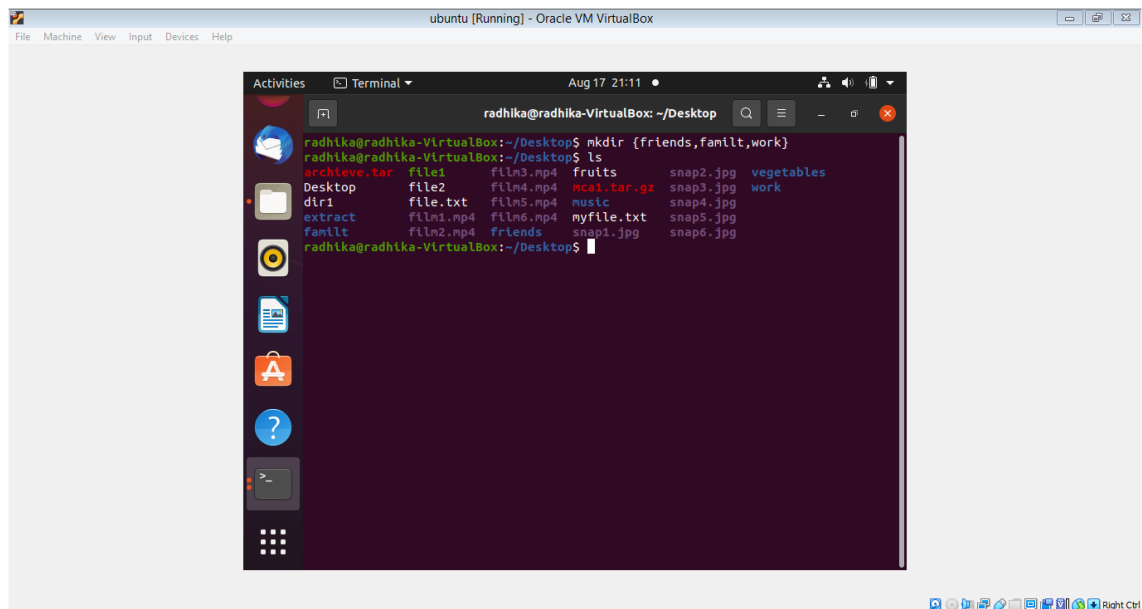 ubuntu [Running] - Oracle VM VirtualBox
File Machine View Input Devices Help
Activities Terminal Aug 17 21:11
radhika@radhika-VirtualBox: ~/Desktop
radhika@radhika-VirtualBox:~/Desktop$ mkdir {friends,familt,work}
radhika@radhika-VirtualBox:~/Desktop$ ls
archieve.tar file1 film3.mp4 fruits snap2.jpg vegetables
Desktop file2 film4.mp4 mca1.tar.gz snap3.jpg work
dir1 file.txt film5.mp4 music snap4.jpg
extract film1.mp4 film6.mp4 myfile.txt snap5.jpg
familt film2.mp4 friends snap1.jpg snap6.jpg
radhika@radhika-VirtualBox:~/Desktop$
Right Ctrl